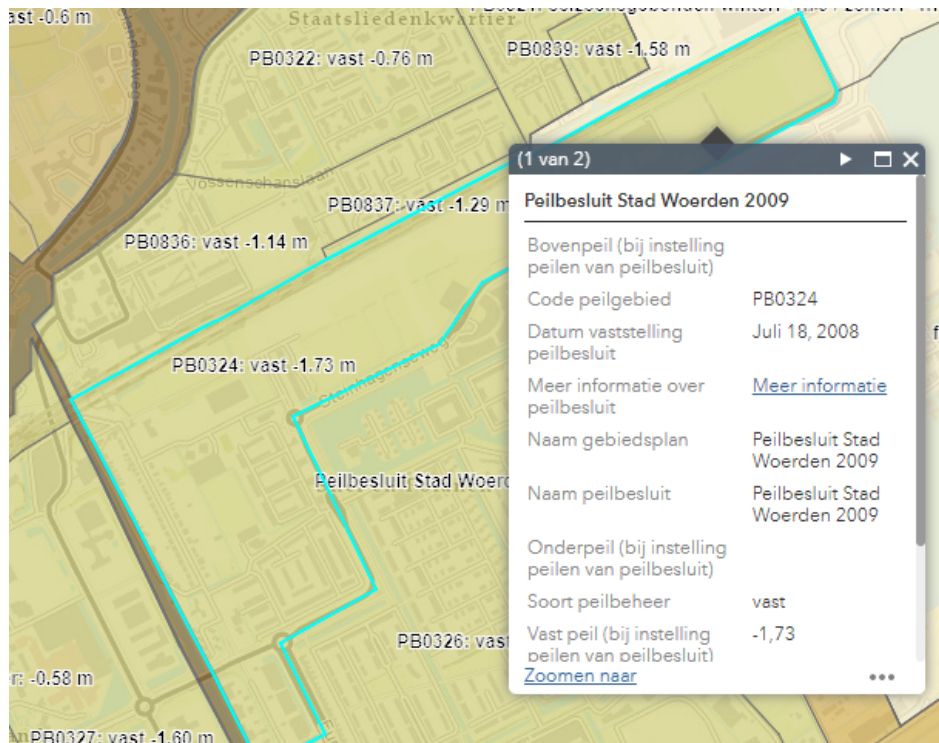 ast -0.6 m
Staatsliedenkwartier
PB0322: vast -0.76 m
PB0839: vast -1.58 m
Vossenschanslaan
PB0837: vast -1.29 m
PB0836: vast -1.14 m
PB0324: vast -1.73 m
Steinhagenseweg
Peilbesluit Stad Woerd
PB0326: vast
r: -0.58 m
PB0327: vast -1.60 m
(1 van 2)
Peilbesluit Stad Woerden 2009
Bovenpeil (bij instelling
peilen van peilbesluit)
Code peilgebied PB0324
Datum vaststelling Juli 18, 2008
peilbesluit
Meer informatie over Meer informatie
peilbesluit
Naam gebiedsplan Peilbesluit Stad
Woerden 2009
Naam peilbesluit Peilbesluit Stad
Woerden 2009
Onderpeil (bij instelling
peilen van peilbesluit)
Soort peilbeheer vast
Vast peil (bij instelling -1,73
peilen van peilbesluit)
Zoomen naar